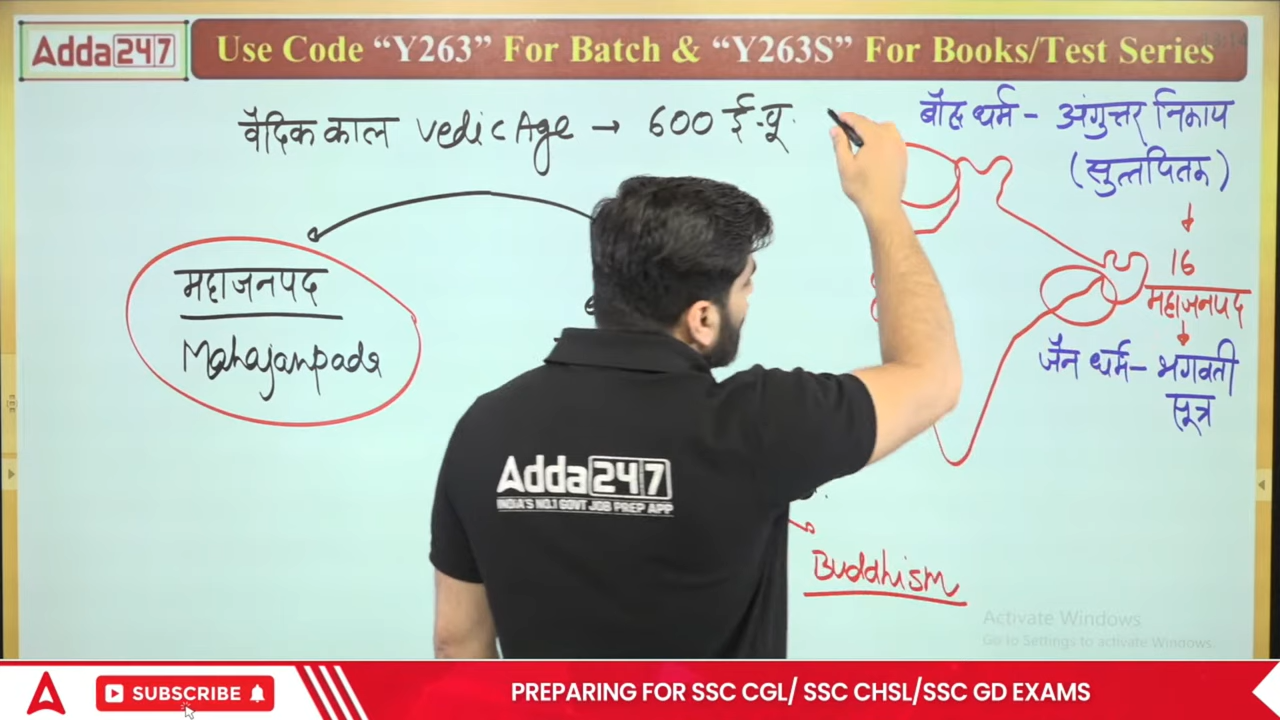 Adda247
Use Code “Y263” For Batch & “Y263S” For Books/Test Series
वैदिक काल Vedic Age → 600 ई.पू.
बौद्ध धर्म - अंगुत्तर निकाय
(सुत्तपितक)
16
महाजनपद
जैन धर्म - भगवती
सूत्र
महाजनपद
Mahajanpada
Adda247
INDIA'S NO.1 GOVT JOB PREP APP
Buddhism
Activate Windows
Go to Settings to activate Windows.
SUBSCRIBE
PREPARING FOR SSC CGL/ SSC CHSL/SSC GD EXAMS